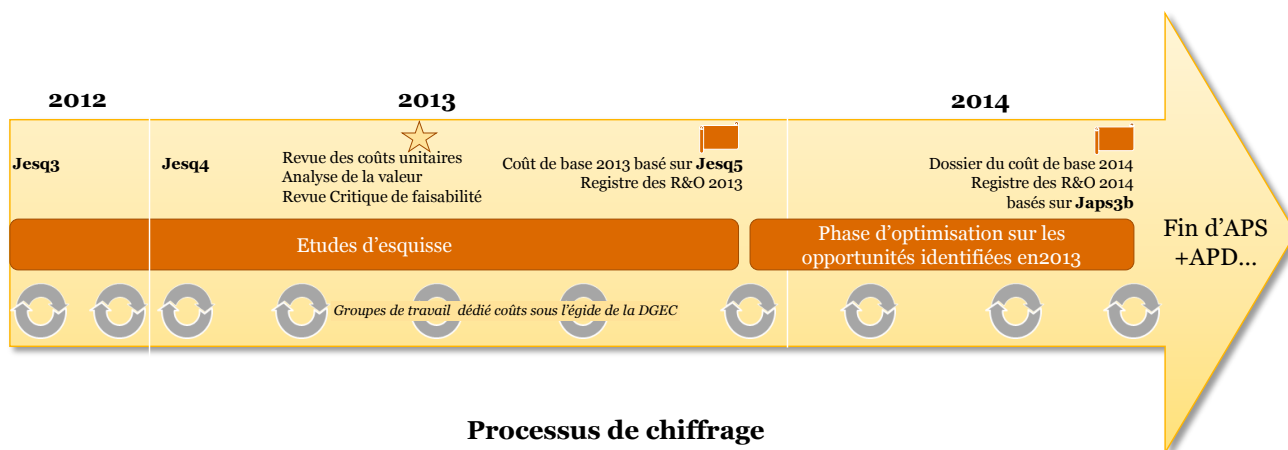 2012
2013
2014
Jesq3
Jesq4
Revue des coûts unitaires
Analyse de la valeur
Revue Critique de faisabilité
Coût de base 2013 basé sur Jesq5
Registre des R&O 2013
Dossier du coût de base 2014
Registre des R&O 2014
basés sur Japs3b
Etudes d'esquisse
Phase d'optimisation sur les
opportunités identifiées en2013
Fin d'APS
+APD...
Groupes de travail dédié coûts sous l'égide de la DGEC
Processus de chiffrage